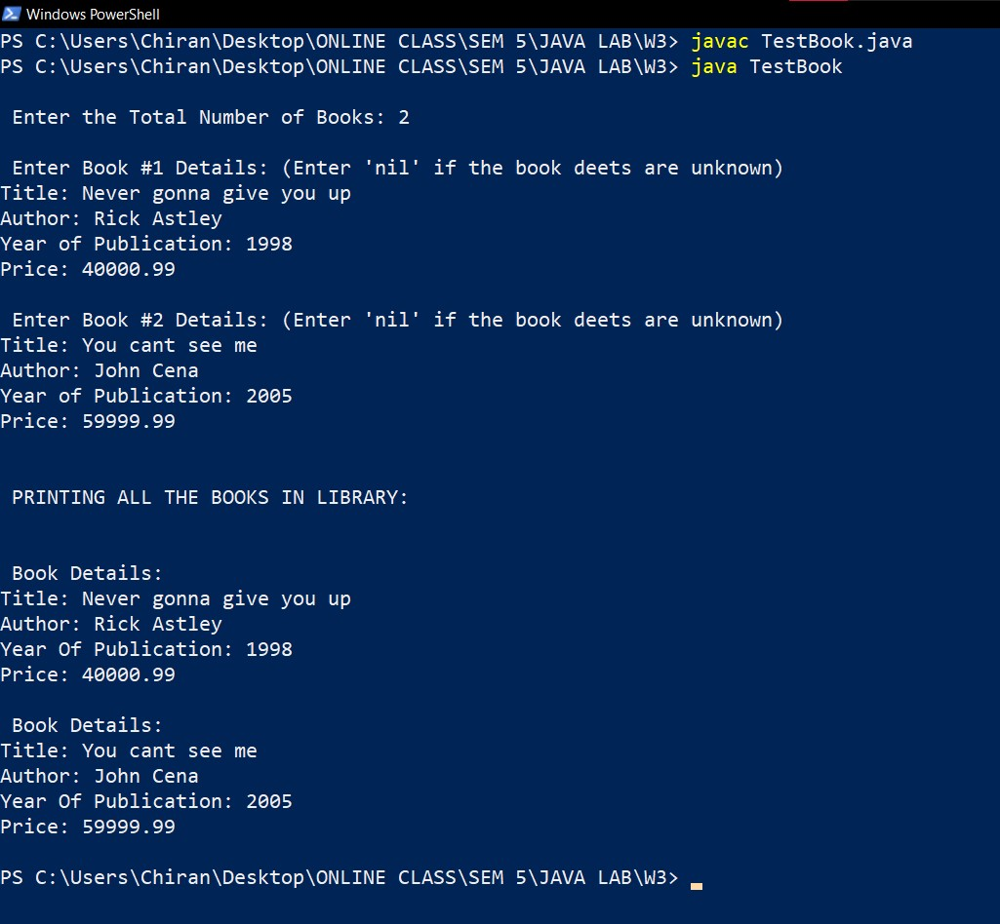 Windows PowerShell
PS C:\Users\Chiran\Desktop\ONLINE CLASS\SEM 5\JAVA LAB\W3> javac TestBook.java
PS C:\Users\Chiran\Desktop\ONLINE CLASS\SEM 5\JAVA LAB\W3> java TestBook
Enter the Total Number of Books: 2
Enter Book #1 Details: (Enter 'nil' if the book deets are unknown)
Title: Never gonna give you up
Author: Rick Astley
Year of Publication: 1998
Price: 40000.99
Enter Book #2 Details: (Enter 'nil' if the book deets are unknown)
Title: You cant see me
Author: John Cena
Year of Publication: 2005
Price: 59999.99
PRINTING ALL THE BOOKS IN LIBRARY:
Book Details:
Title: Never gonna give you up
Author: Rick Astley
Year Of Publication: 1998
Price: 40000.99
Book Details:
Title: You cant see me
Author: John Cena
Year Of Publication: 2005
Price: 59999.99
PS C:\Users\Chiran\Desktop\ONLINE CLASS\SEM 5\JAVA LAB\W3>